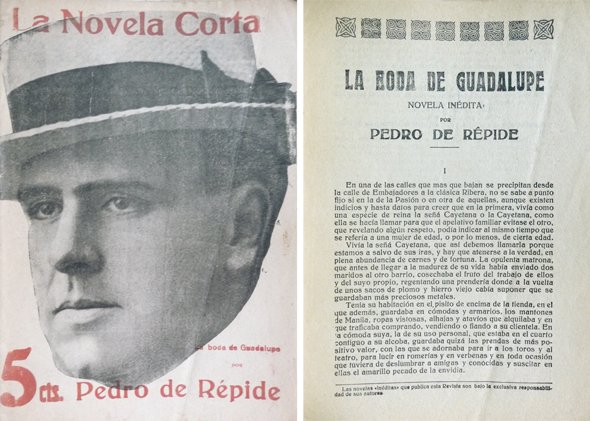 La Novela Corta
La boda de Guadalupe
por
5 cts. Pedro de Répide
LA BODA DE GUADALUPE
NOVELA INÉDITA
POR
PEDRO DE RÉPIDE
I
En una de las calles que mas que bajan se precipitan desde
la calle de Embajadores a la clásica Ribera, no se sabe a punto
fijo si en la de la Pasión o en otra de aquellas, aunque existen
indicios y hasta datos para creer que en la primera, vivía como
una especie de reina la señá Cayetana o la Cayetana, como
ella se hacía llamar para que el apelativo familiar evitase el otro,
que revelando algún respeto, podía indicar al mismo tiempo que
se refería a una mujer de edad, o por lo menos, de cierta edad.
Vivía la señá Cayetana, que así debemos llamarla porque
estamos a salvo de sus iras, y hay que atenerse a la verdad, en
plena abundancia de carnes y de fortuna. La opulenta matrona,
que antes de llegar a la madurez de su vida había enviado dos
maridos al otro barrio, cosechaba el fruto del trabajo de ellos
y del suyo propio, regentando una prendería donde a la vuelta
de unos sacos de plomo y hierro viejo cabía suponer que se
guardaban más preciosos metales.
Tenía su habitación en el pisito de encima de la tienda, en el
que además, guardaba en cómodas y armarios, los mantones
de Manila, ropas vistosas, alhajas y atavíos que alquilaba y en
que traficaba comprando, vendiendo o fiando a su clientela. En
la cómoda suya, la de su uso personal, que estaba en el cuarto
contiguo a su alcoba, guardaba quizá las prendas de más po-
sitivo valor, con las que se adornaba para ir a los toros y al
teatro, para lucir en romerías y en verbenas y en toda ocasión
que tuviera de deslumbrar a amigas y conocidas y suscitar en
ellas el amarillo pecado de la envidia.
Las novelas «inéditas» que publica esta Revista son bajo la exclusiva responsabili-
dad de sus autores